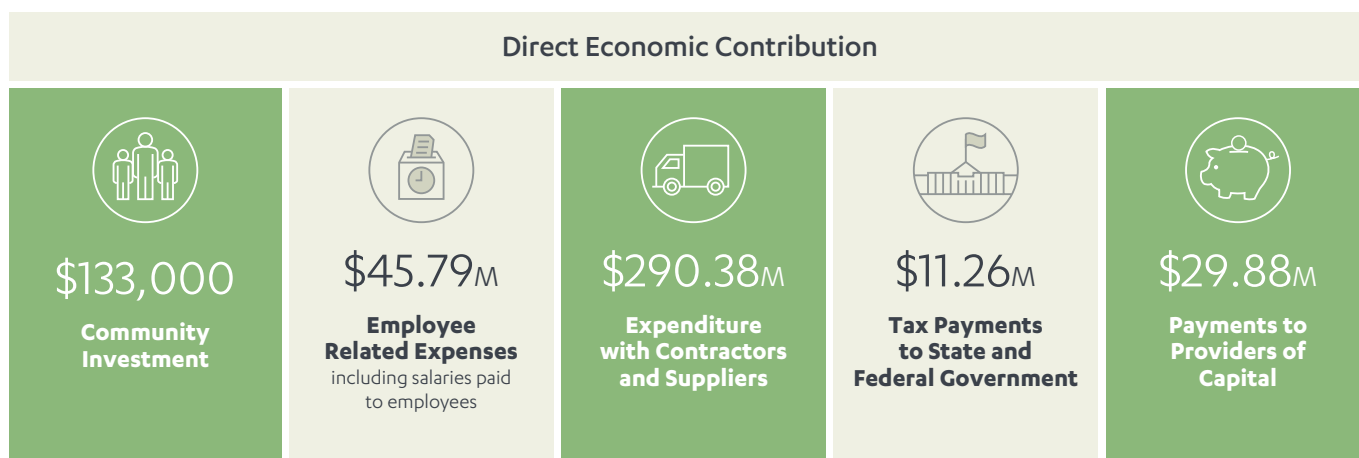 Direct Economic Contribution
$133,000
Community
Investment
$45.79M
Employee
Related Expenses
including salaries paid
to employees
$290.38M
Expenditure
with Contractors
and Suppliers
$11.26M
Tax Payments
to State and
Federal Government
$29.88M
Payments to
Providers of
Capital